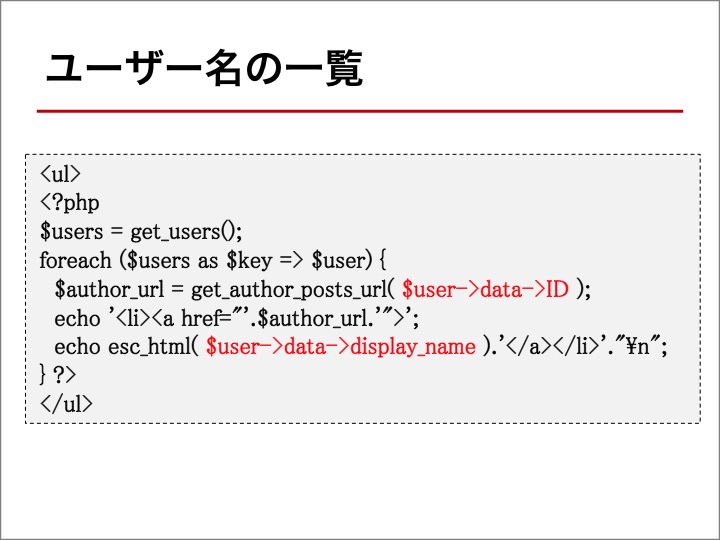 ユーザー名の一覧
<ul>
<?php
$users = get_users();
foreach ($users as $key => $user) {
$author_url = get_author_posts_url( $user->data->ID );
echo '<li><a href="'.$author_url.'">';
echo esc_html( $user->data->display_name ).'</a></li>'."¥n";
} ?>
</ul>